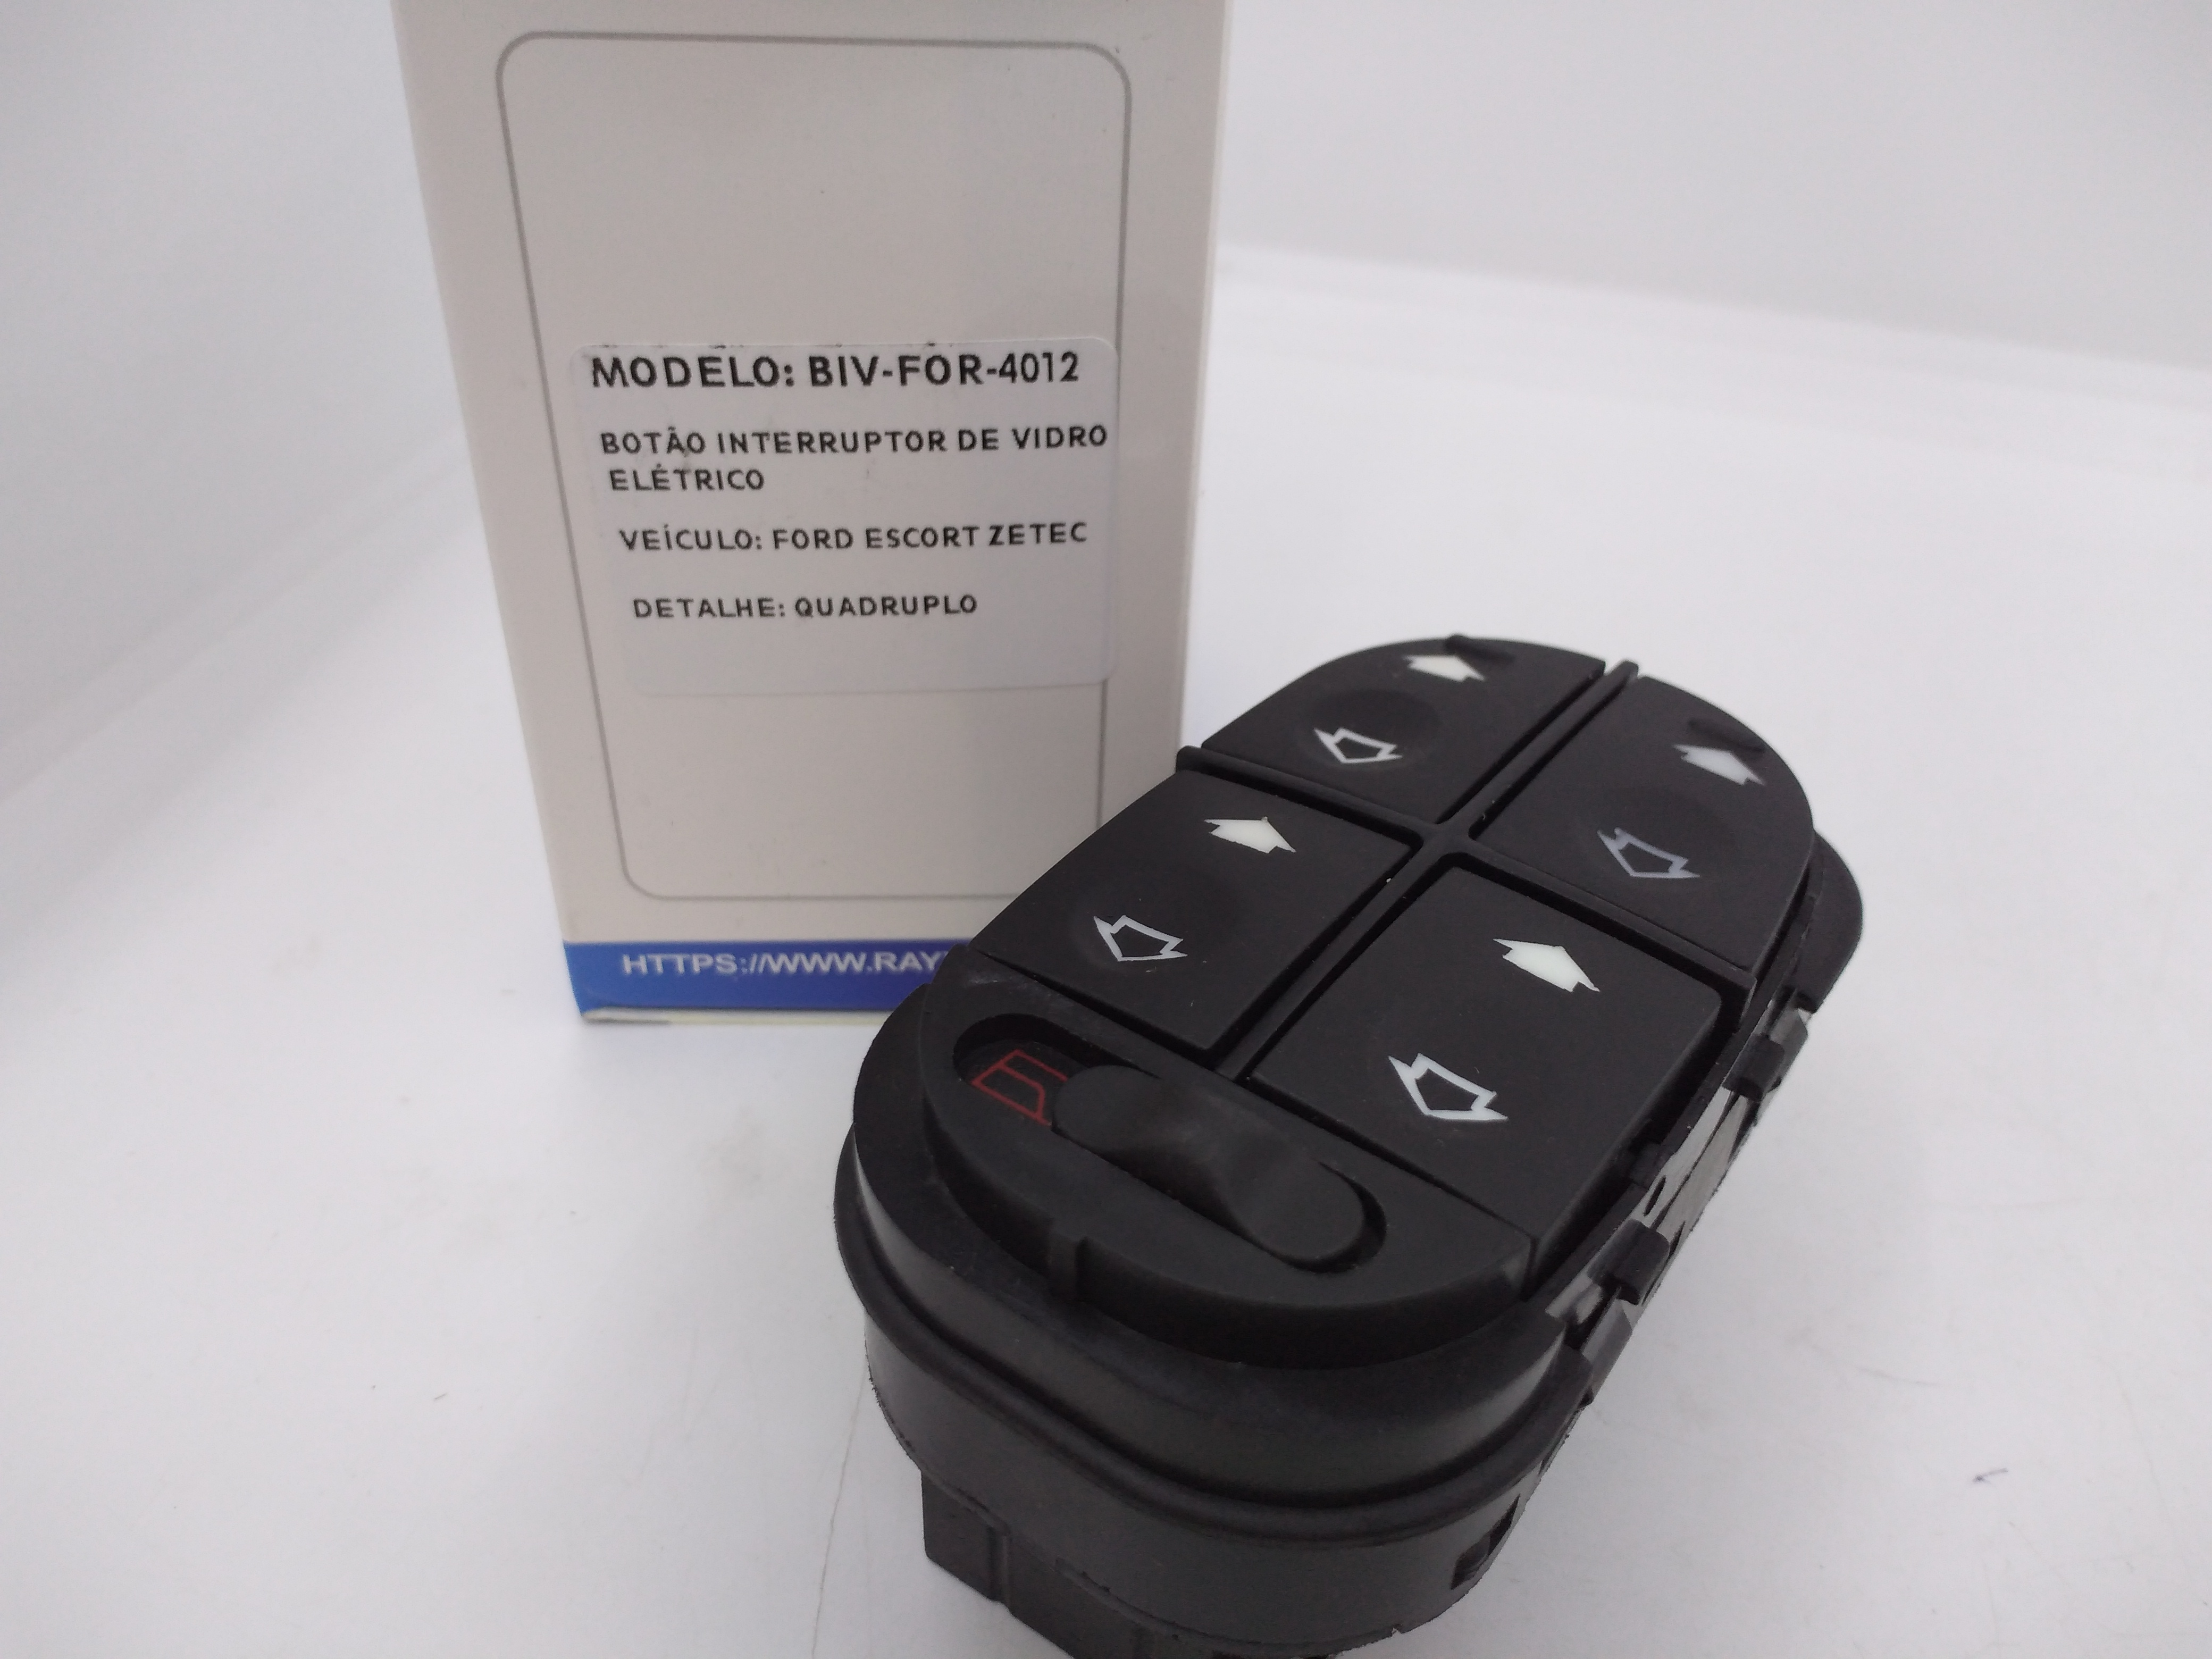 MODELO: BIV-FOR-4012
BOTÃO INTERRUPTOR DE VIDRO
ELÉTRICO
VEÍCULO: FORD ESCORT ZETEC
DETALHE: QUADRUPLO
HTTPS://WWW.RAY